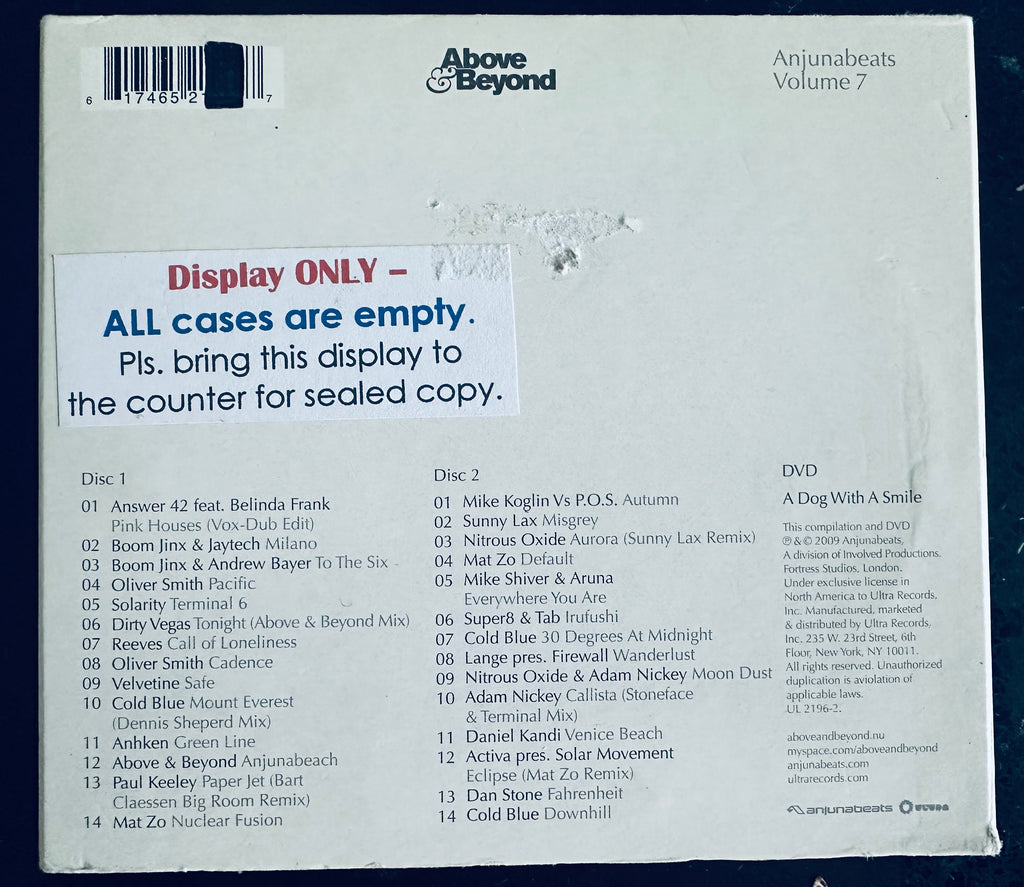 6 17465 2 7
Above
& Beyond
Anjunabeats
Volume 7
Display ONLY –
ALL cases are empty.
Pls. bring this display to
the counter for sealed copy.
Disc 1
01 Answer 42 feat. Belinda Frank
Pink Houses (Vox-Dub Edit)
02 Boom Jinx & Jaytech Milano
03 Boom Jinx & Andrew Bayer To The Six
04 Oliver Smith Pacific
05 Solarity Terminal 6
06 Dirty Vegas Tonight (Above & Beyond Mix)
07 Reeves Call of Loneliness
08 Oliver Smith Cadence
09 Velvetine Safe
10 Cold Blue Mount Everest
(Dennis Sheperd Mix)
11 Anhken Green Line
12 Above & Beyond Anjunabeach
13 Paul Keeley Paper Jet (Bart
Claessen Big Room Remix)
14 Mat Zo Nuclear Fusion
Disc 2
01 Mike Koglin Vs P.O.S. Autumn
02 Sunny Lax Misgrey
03 Nitrous Oxide Aurora (Sunny Lax Remix)
04 Mat Zo Default
05 Mike Shiver & Aruna
Everywhere You Are
06 Super8 & Tab Irufushi
07 Cold Blue 30 Degrees At Midnight
08 Lange pres. Firewall Wanderlust
09 Nitrous Oxide & Adam Nickey Moon Dust
10 Adam Nickey Callista (Stoneface
& Terminal Mix)
11 Daniel Kandi Venice Beach
12 Activa pres. Solar Movement
Eclipse (Mat Zo Remix)
13 Dan Stone Fahrenheit
14 Cold Blue Downhill
DVD
A Dog With A Smile
This compilation and DVD
℗ & © 2009 Anjunabeats,
A division of Involved Productions.
Fortress Studios, London.
Under exclusive license in
North America to Ultra Records,
Inc. Manufactured, marketed
& distributed by Ultra Records,
Inc. 235 W. 23rd Street, 6th
Floor, New York, NY 10011.
All rights reserved. Unauthorized
duplication is aviolation of
applicable laws.
UL 2196-2.
aboveandbeyond.nu
myspace.com/aboveandbeyond
anjunabeats.com
ultrarecords.com
anjunabeats ULTRA